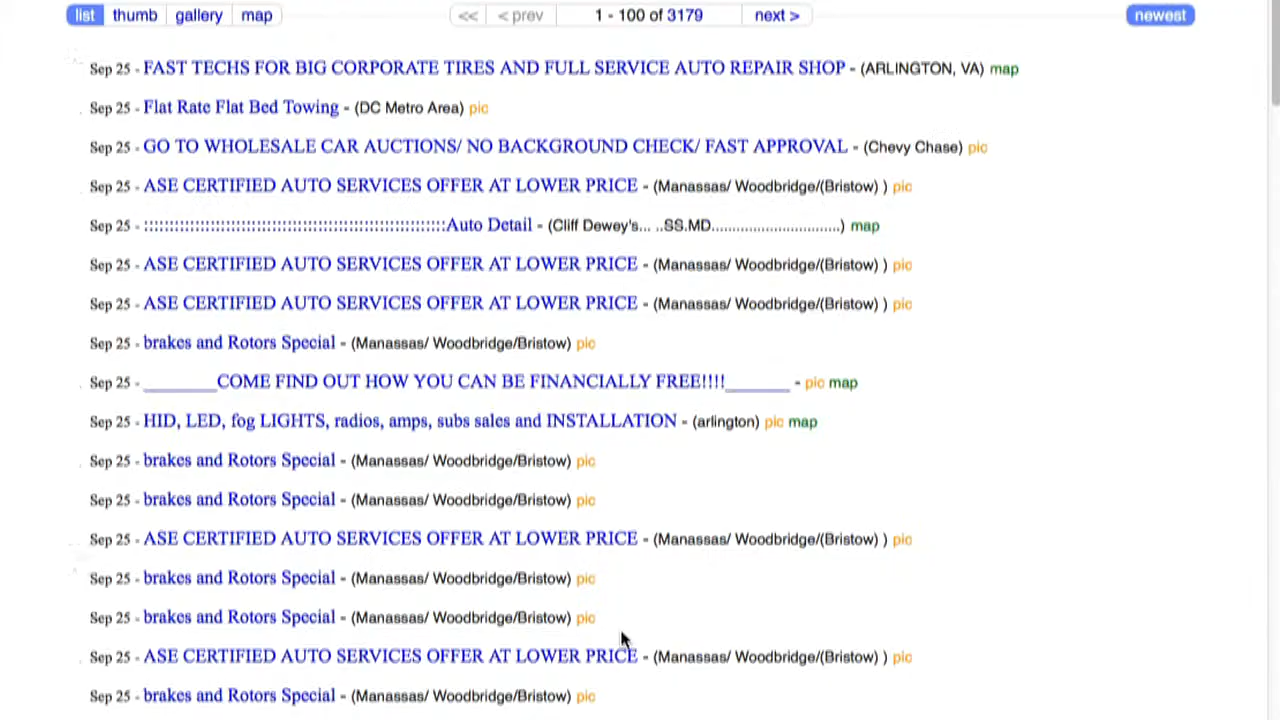 list thumb gallery map << < prev 1 - 100 of 3179 next > newest
Sep 25 - FAST TECHS FOR BIG CORPORATE TIRES AND FULL SERVICE AUTO REPAIR SHOP - (ARLINGTON, VA) map
Sep 25 - Flat Rate Flat Bed Towing - (DC Metro Area) pic
Sep 25 - GO TO WHOLESALE CAR AUCTIONS/ NO BACKGROUND CHECK/ FAST APPROVAL - (Chevy Chase) pic
Sep 25 - ASE CERTIFIED AUTO SERVICES OFFER AT LOWER PRICE - (Manassas/ Woodbridge/(Bristow) ) pic
Sep 25 - :::::::::::::::::::::::::::::::::::::::::::::::::::Auto Detail - (Cliff Dewey's... ..SS.MD................................) map
Sep 25 - ASE CERTIFIED AUTO SERVICES OFFER AT LOWER PRICE - (Manassas/ Woodbridge/(Bristow) ) pic
Sep 25 - ASE CERTIFIED AUTO SERVICES OFFER AT LOWER PRICE - (Manassas/ Woodbridge/(Bristow) ) pic
Sep 25 - brakes and Rotors Special - (Manassas/ Woodbridge/Bristow) pic
Sep 25 - ________COME FIND OUT HOW YOU CAN BE FINANCIALLY FREE!!!!_______ - pic map
Sep 25 - HID, LED, fog LIGHTS, radios, amps, subs sales and INSTALLATION - (arlington) pic map
Sep 25 - brakes and Rotors Special - (Manassas/ Woodbridge/Bristow) pic
Sep 25 - brakes and Rotors Special - (Manassas/ Woodbridge/Bristow) pic
Sep 25 - ASE CERTIFIED AUTO SERVICES OFFER AT LOWER PRICE - (Manassas/ Woodbridge/(Bristow) ) pic
Sep 25 - brakes and Rotors Special - (Manassas/ Woodbridge/Bristow) pic
Sep 25 - brakes and Rotors Special - (Manassas/ Woodbridge/Bristow) pic
Sep 25 - ASE CERTIFIED AUTO SERVICES OFFER AT LOWER PRICE - (Manassas/ Woodbridge/(Bristow) ) pic
Sep 25 - brakes and Rotors Special - (Manassas/ Woodbridge/Bristow) pic